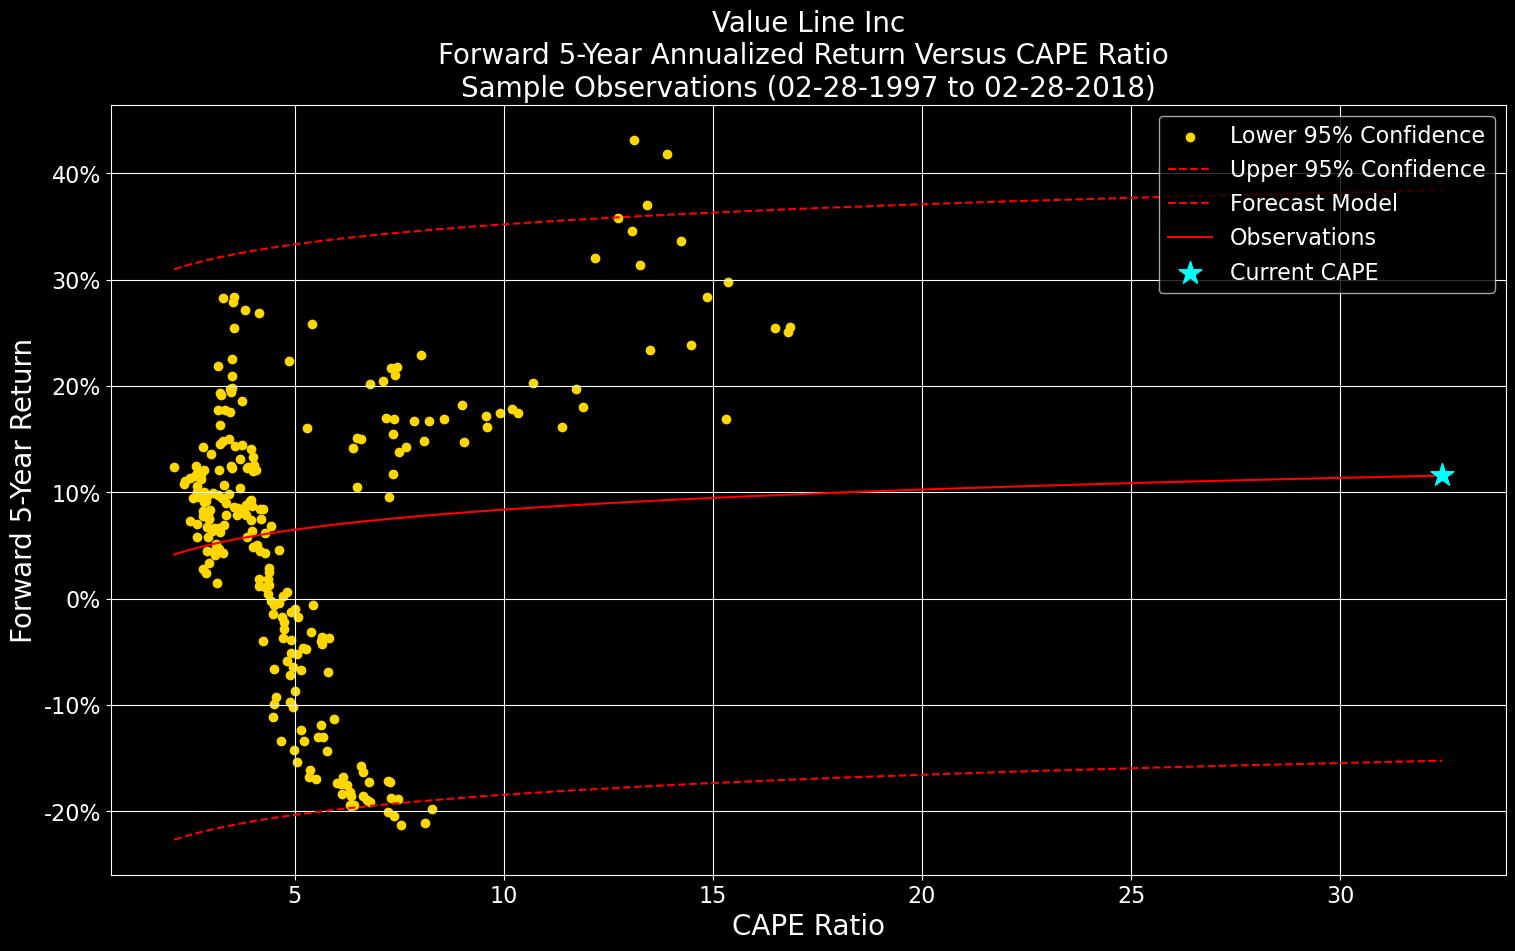 Value Line Inc
Forward 5-Year Annualized Return Versus CAPE Ratio
Sample Observations (02-28-1997 to 02-28-2018)
Lower 95% Confidence
Upper 95% Confidence
Forecast Model
Observations
Current CAPE
Forward 5-Year Return
40%
30%
20%
10%
0%
-10%
-20%
5
10
15
20
25
30
CAPE Ratio